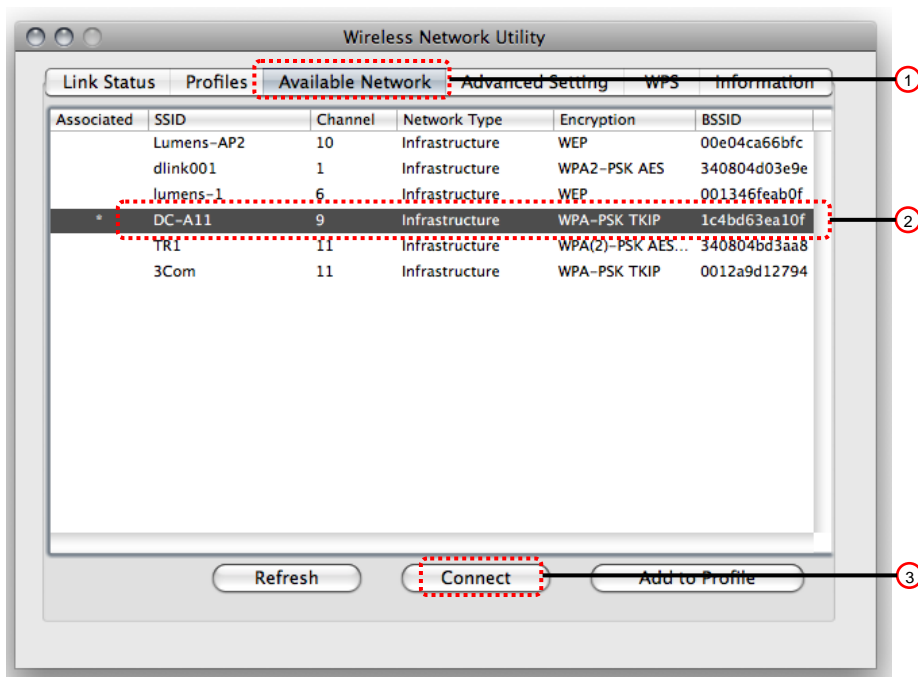 Wireless Network Utility
Link Status Profiles Available Network Advanced Setting WPS Information
1
Associated SSID Channel Network Type Encryption BSSID
Lumens-AP2 10 Infrastructure WEP 00e04ca66bfc
dlink001 1 Infrastructure WPA2-PSK AES 340804d03e9e
lumens-1 6 Infrastructure WEP 001346feab0f
* DC-A11 9 Infrastructure WPA-PSK TKIP 1c4bd63ea10f
2
TR1 11 Infrastructure WPA(2)-PSK AES... 340804bd3aa8
3Com 11 Infrastructure WPA-PSK TKIP 0012a9d12794
Refresh Connect Add to Profile
3